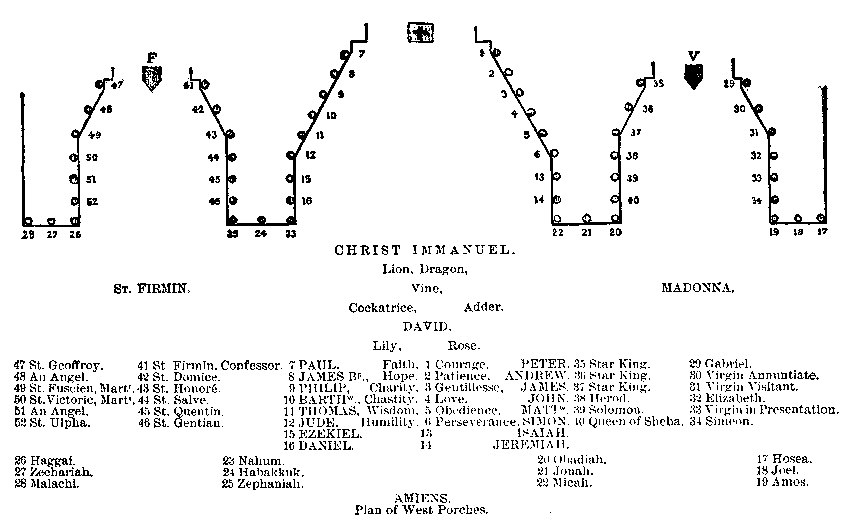 F
V
47 41 7 1 35 29
48 42 8 2 36 30
49 43 9 3 37 31
50 44 10 4 38 32
51 45 11 5 39 33
52 46 12 6 40 34
15 13
16 14
28 27 26 25 24 23 22 21 20 19 18 17
CHRIST IMMANUEL.
Lion, Dragon,
ST. FIRMIN. Vine, MADONNA.
Cockatrice, Adder.
DAVID.
Lily, Rose.
47 St. Geoffroy. 41 St Firmin, Confessor. 7 PAUL. Faith, 1 Courage. PETER. 35 Star King. 29 Gabriel.
48 An Angel. 42 St. Domice. 8 JAMES Bp., Hope. 2 Patience. ANDREW. 36 Star King. 30 Virgin Annuntiate.
49 St. Fuscien, Martr. 43 St. Honoré. 9 PHILIP, Charity. 3 Gentillesse, JAMES. 37 Star King. 31 Virgin Visitant.
50 St. Victoric, Martr. 44 St. Salve. 10 BARTHw., Chastity. 4 Love. JOHN. 38 Herod. 32 Elizabeth.
51 An Angel. 45 St. Quentin. 11 THOMAS, Wisdom, 5 Obedience. MATTw. 39 Solomon. 33 Virgin in Presentation.
52 St. Ulpha. 46 St. Gentian. 12 JUDE, Humility. 6 Perseverance, SIMON. 40 Queen of Sheba. 34 Simeon.
15 EZEKIEL. 13 ISAIAH.
16 DANIEL. 14 JEREMIAH.
26 Haggai. 23 Nahum. 20 Obadiah. 17 Hosea.
27 Zechariah. 24 Habakkuk. 21 Jonah. 18 Joel.
28 Malachi. 25 Zephaniah. 22 Micah. 19 Amos.
AMIENS.
Plan of West Porches.